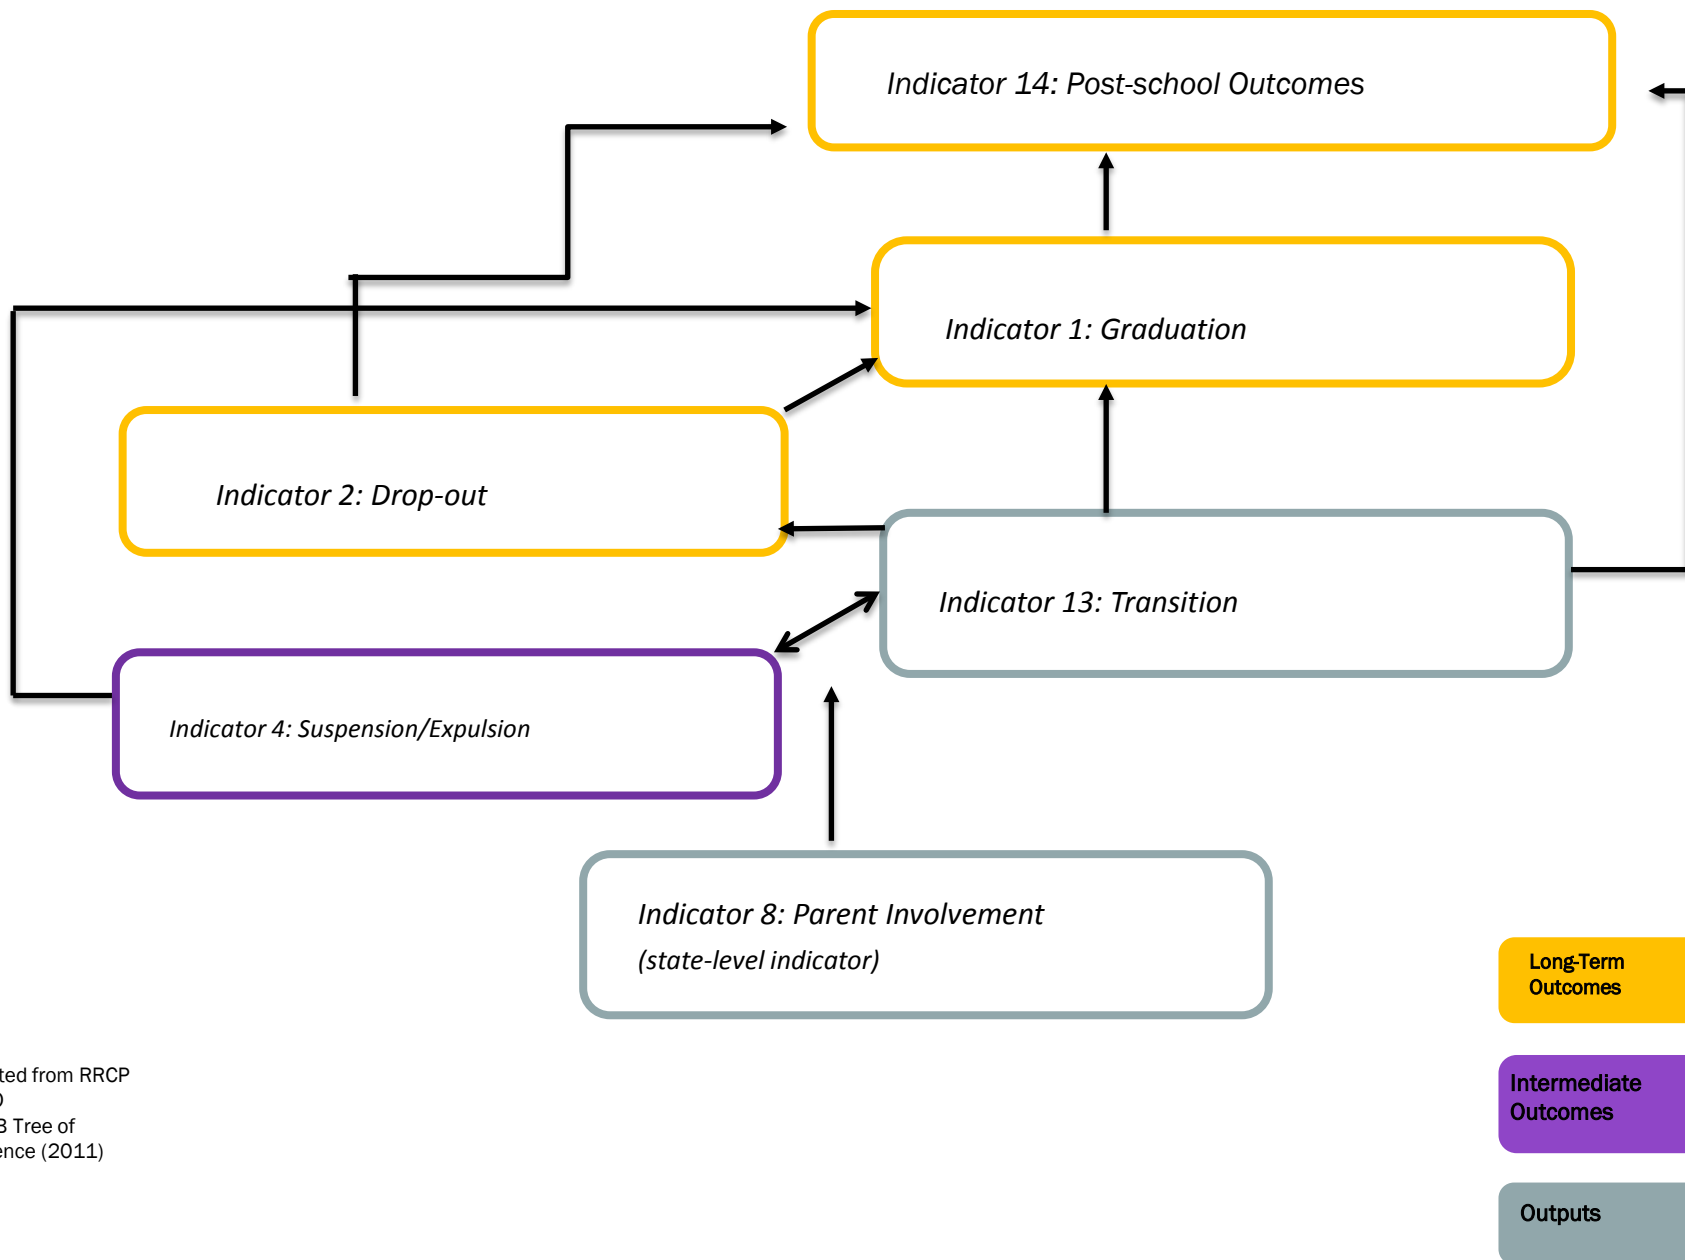 Indicator 14: Post-school Outcomes
Indicator 1: Graduation
Indicator 2: Drop-out
Indicator 13: Transition
Indicator 4: Suspension/Expulsion
Indicator 8: Parent Involvement
(state-level indicator)
Long-Term
Outcomes
Intermediate
Outcomes
Outputs
ted from RRCP
3 Tree of
ence (2011)